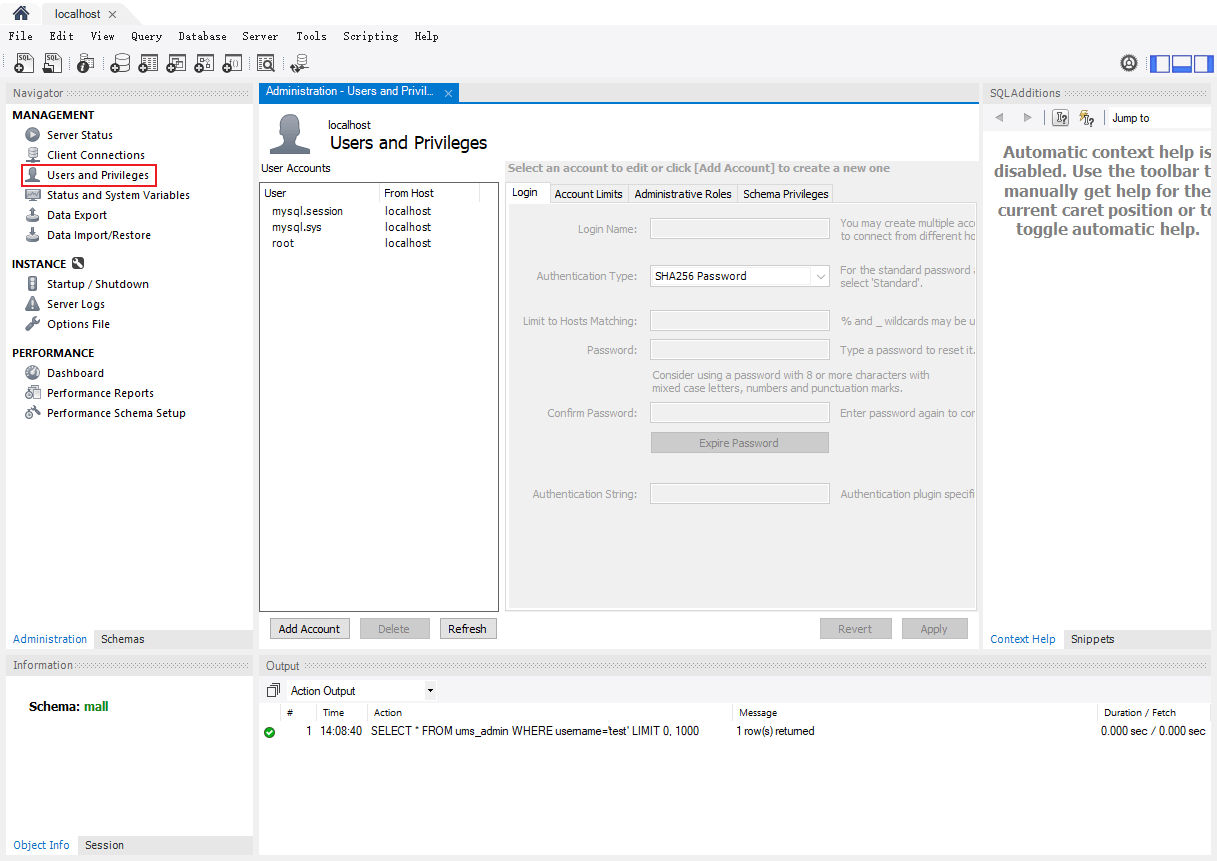 localhost
File Edit View Query Database Server Tools Scripting Help
Navigator
MANAGEMENT
Server Status
Client Connections
Users and Privileges
Status and System Variables
Data Export
Data Import/Restore
INSTANCE
Startup / Shutdown
Server Logs
Options File
PERFORMANCE
Dashboard
Performance Reports
Performance Schema Setup
Administration Schemas
Information
Schema: mall
Object Info Session
Administration - Users and Privil...
localhost
Users and Privileges
User Accounts
User From Host
mysql.session localhost
mysql.sys localhost
root localhost
Add Account Delete Refresh
Select an account to edit or click [Add Account] to create a new one
Login Account Limits Administrative Roles Schema Privileges
Login Name:
You may create multiple acc
to connect from different ho
Authentication Type: SHA256 Password
For the standard password
select 'Standard'.
Limit to Hosts Matching: % and _ wildcards may be u
Password: Type a password to reset it.
Consider using a password with 8 or more characters with
mixed case letters, numbers and punctuation marks.
Confirm Password: Enter password again to con
Expire Password
Authentication String: Authentication plugin specifi
Revert Apply
SQLAdditions
Jump to
Automatic context help is
disabled. Use the toolbar t
manually get help for the
current caret position or to
toggle automatic help.
Context Help Snippets
Output
Action Output
# Time Action Message Duration / Fetch
1 14:08:40 SELECT * FROM ums_admin WHERE username='test' LIMIT 0, 1000 1 row(s) returned 0.000 sec / 0.000 sec